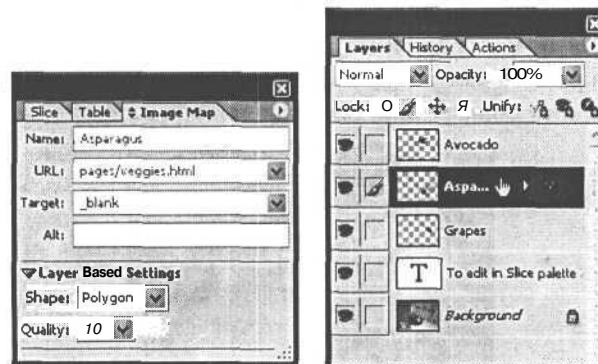 Slice Table Image Map
Name: Asparagus
URL: pages/veggies.html
Target: _blank
Alt:
Layer Based Settings
Shape: Polygon
Quality: 10
Layers History Actions
Normal Opacity: 100%
Lock: O Я Unify:
Avocado
Aspa...
Grapes
T To edit in Slice palette
Background